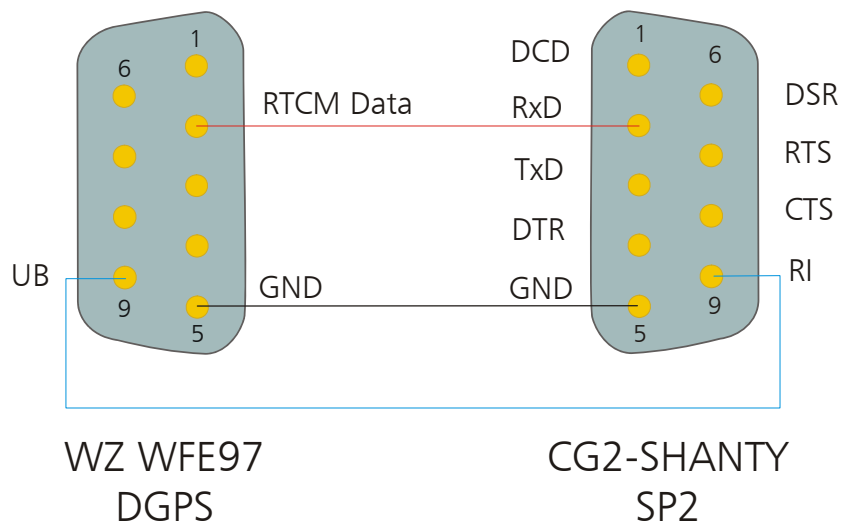 1
6
RTCM Data
UB
GND
9
5
DCD
1
6
RxD
DSR
TxD
RTS
DTR
CTS
GND
RI
5
9
WZ WFE97
DGPS
CG2-SHANTY
SP2